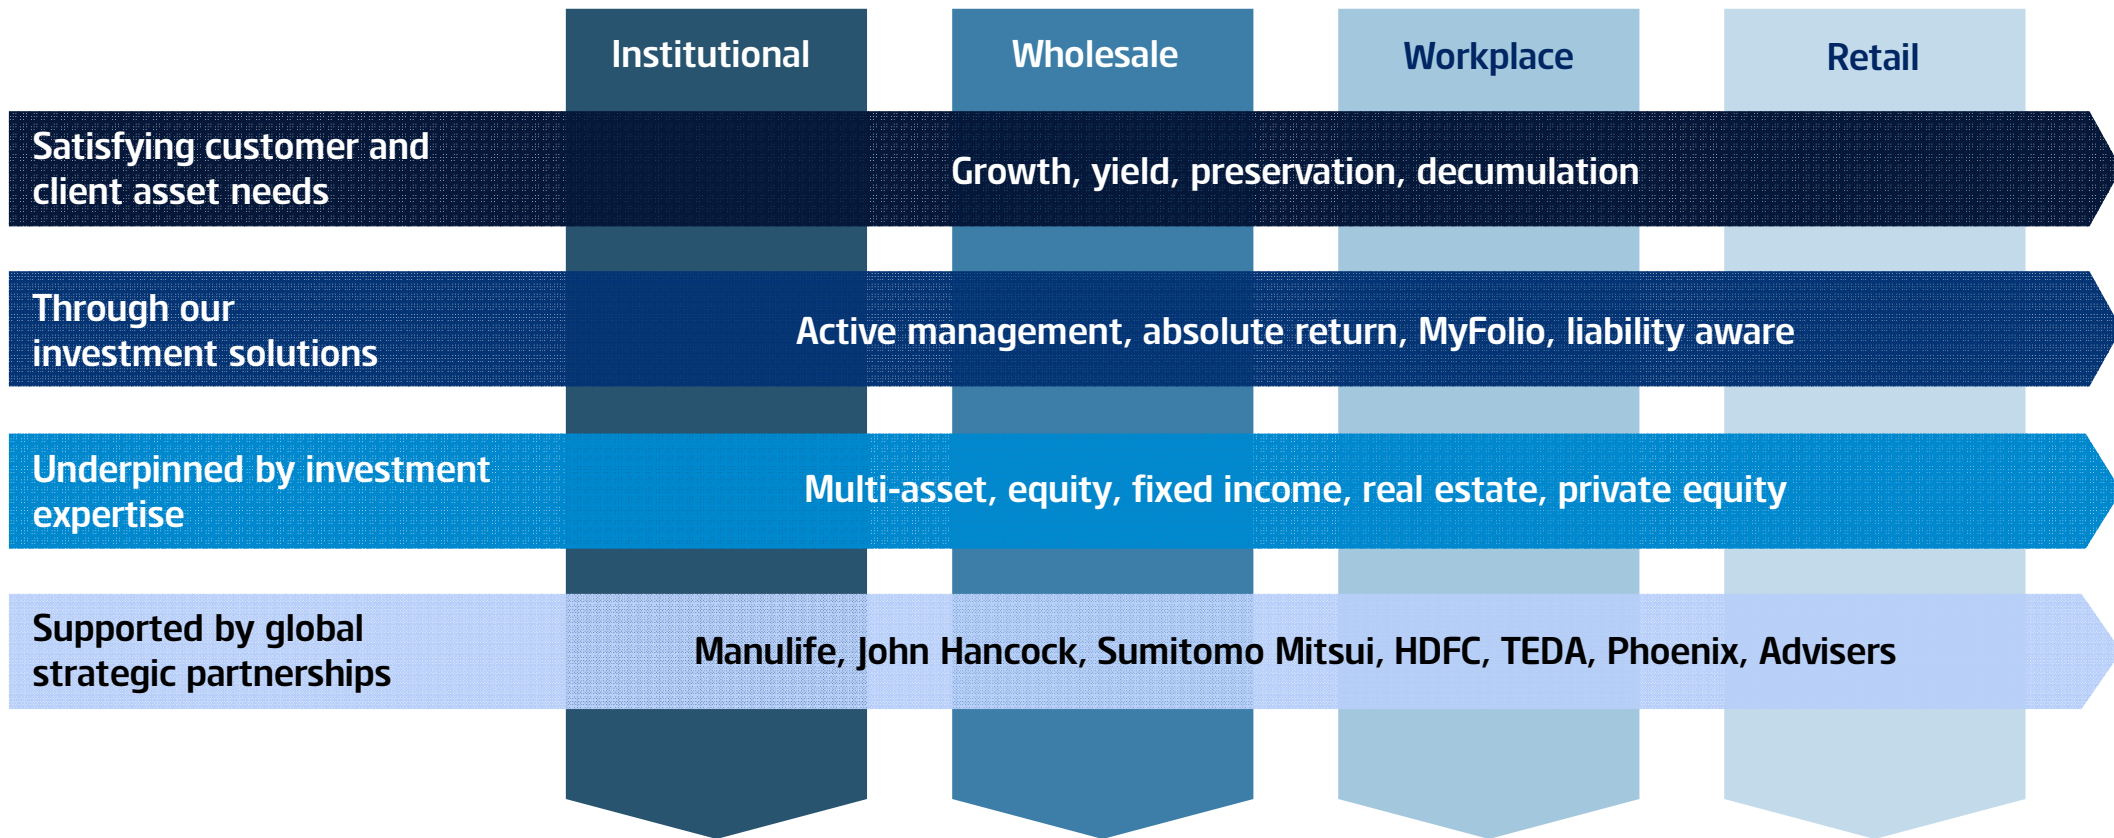 Institutional
Wholesale
Workplace
Retail
Satisfying customer and
client asset needs
Growth, yield, preservation, decumulation
Through our
investment solutions
Active management, absolute return, MyFolio, liability aware
Underpinned by investment
expertise
Multi-asset, equity, fixed income, real estate, private equity
Supported by global
strategic partnerships
Manulife, John Hancock, Sumitomo Mitsui, HDFC, TEDA, Phoenix, Advisers